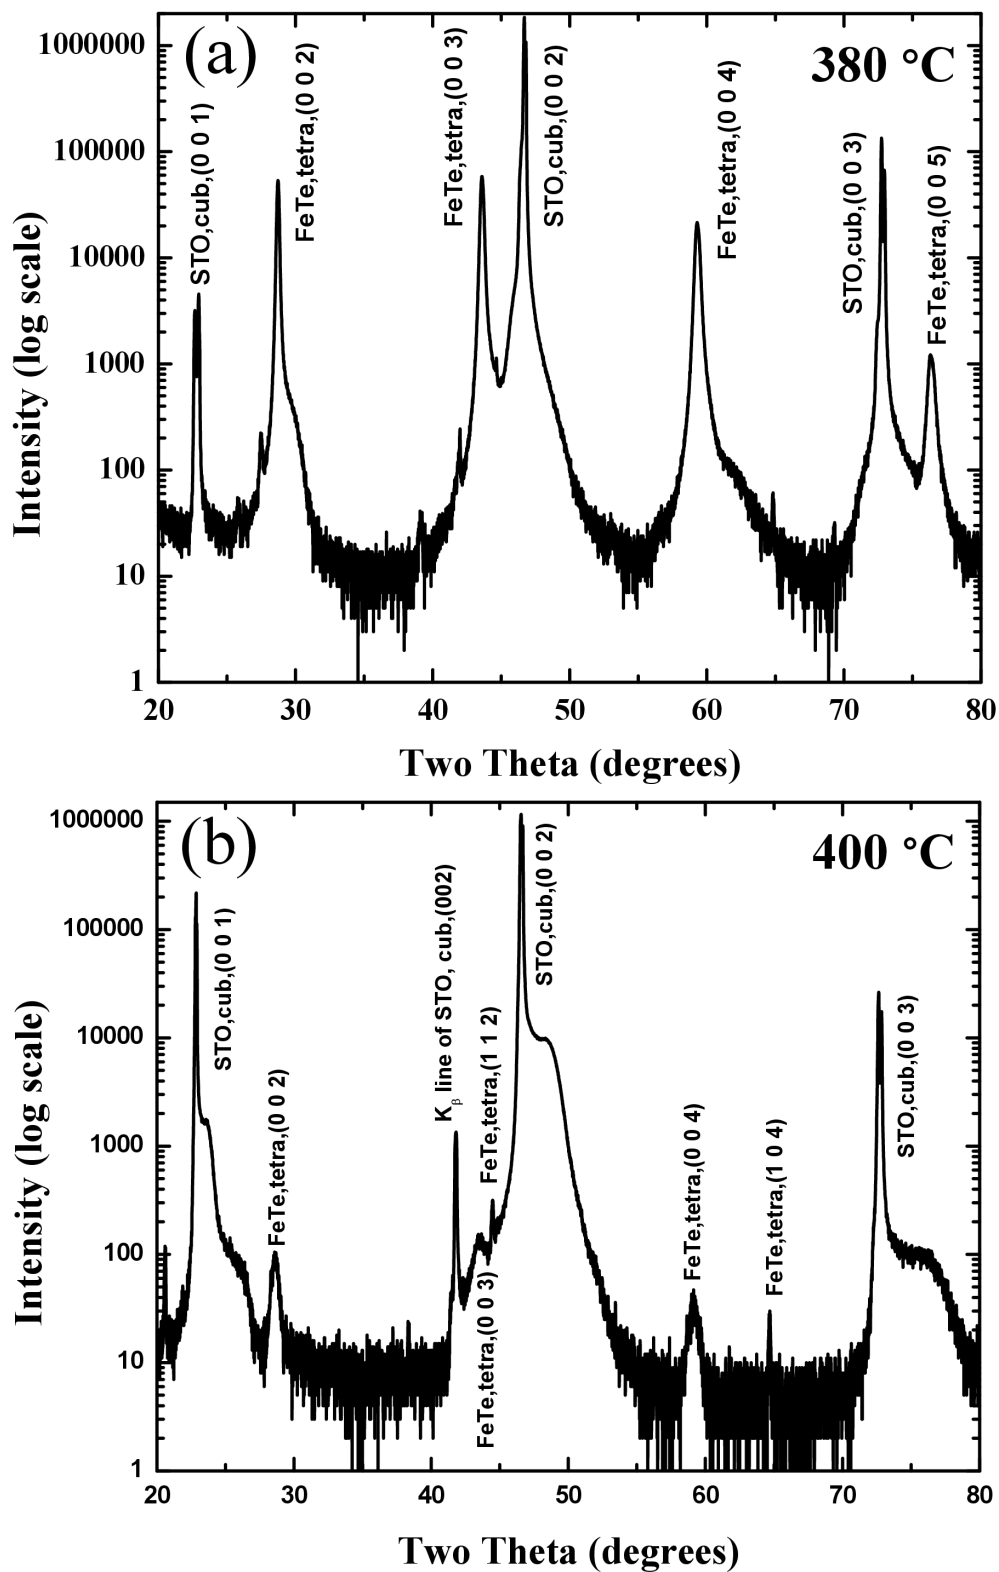 (a)
380 °C
1000000
100000
10000
1000
100
10
1
Intensity (log scale)
STO,cub,(0 0 1)
FeTe,tetra,(0 0 2)
FeTe,tetra,(0 0 3)
STO,cub,(0 0 2)
FeTe,tetra,(0 0 4)
STO,cub,(0 0 3)
FeTe,tetra,(0 0 5)
20 30 40 50 60 70 80
Two Theta (degrees)
(b)
400 °C
1000000
100000
10000
1000
100
10
1
Intensity (log scale)
STO,cub,(0 0 1)
FeTe,tetra,(0 0 2)
Kβ line of STO, cub,(002)
FeTe,tetra,(0 0 3)
FeTe,tetra,(1 1 2)
STO,cub,(0 0 2)
FeTe,tetra,(0 0 4)
FeTe,tetra,(1 0 4)
STO,cub,(0 0 3)
20 30 40 50 60 70 80
Two Theta (degrees)